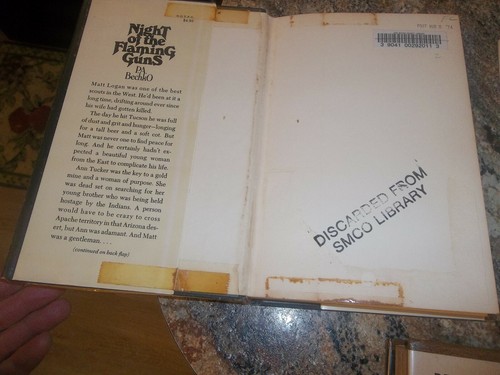 Night
of the
Flaming
Guns
P.A.
Bechko
Matt Logan was one of the best
scouts in the West. He'd been at it a
long time, drifting around ever since
his wife had gotten killed.
The day he hit Tucson he was full
of dust and grit and hunger—longing
for a tall beer and a soft cot. But
Matt was never one to find peace for
long. And he certainly hadn't ex-
pected a beautiful young woman
from the East to complicate his life.
Ann Tucker was the key to a gold
mine and a woman of purpose. She
was dead set on searching for her
young brother who was being held
hostage by the Indians. A person
would have to be crazy to cross
Apache territory in that Arizona des-
ert, but Ann was adamant. And Matt
was a gentleman. . . .
(continued on back flap)
DISCARDED FROM
SMCO LIBRARY